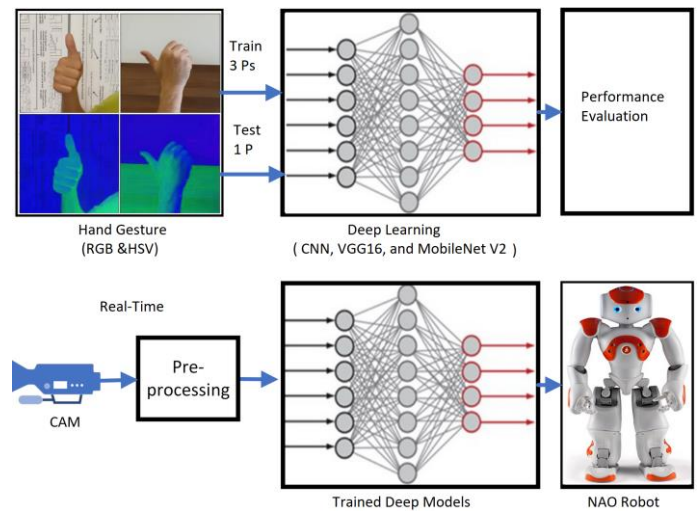 Train
3 Ps
Test
1 P
Performance
Evaluation
Hand Gesture
(RGB &HSV)
Deep Learning
( CNN, VGG16, and MobileNet V2 )
Real-Time
Pre-
processing
CAM
Trained Deep Models
NAO Robot